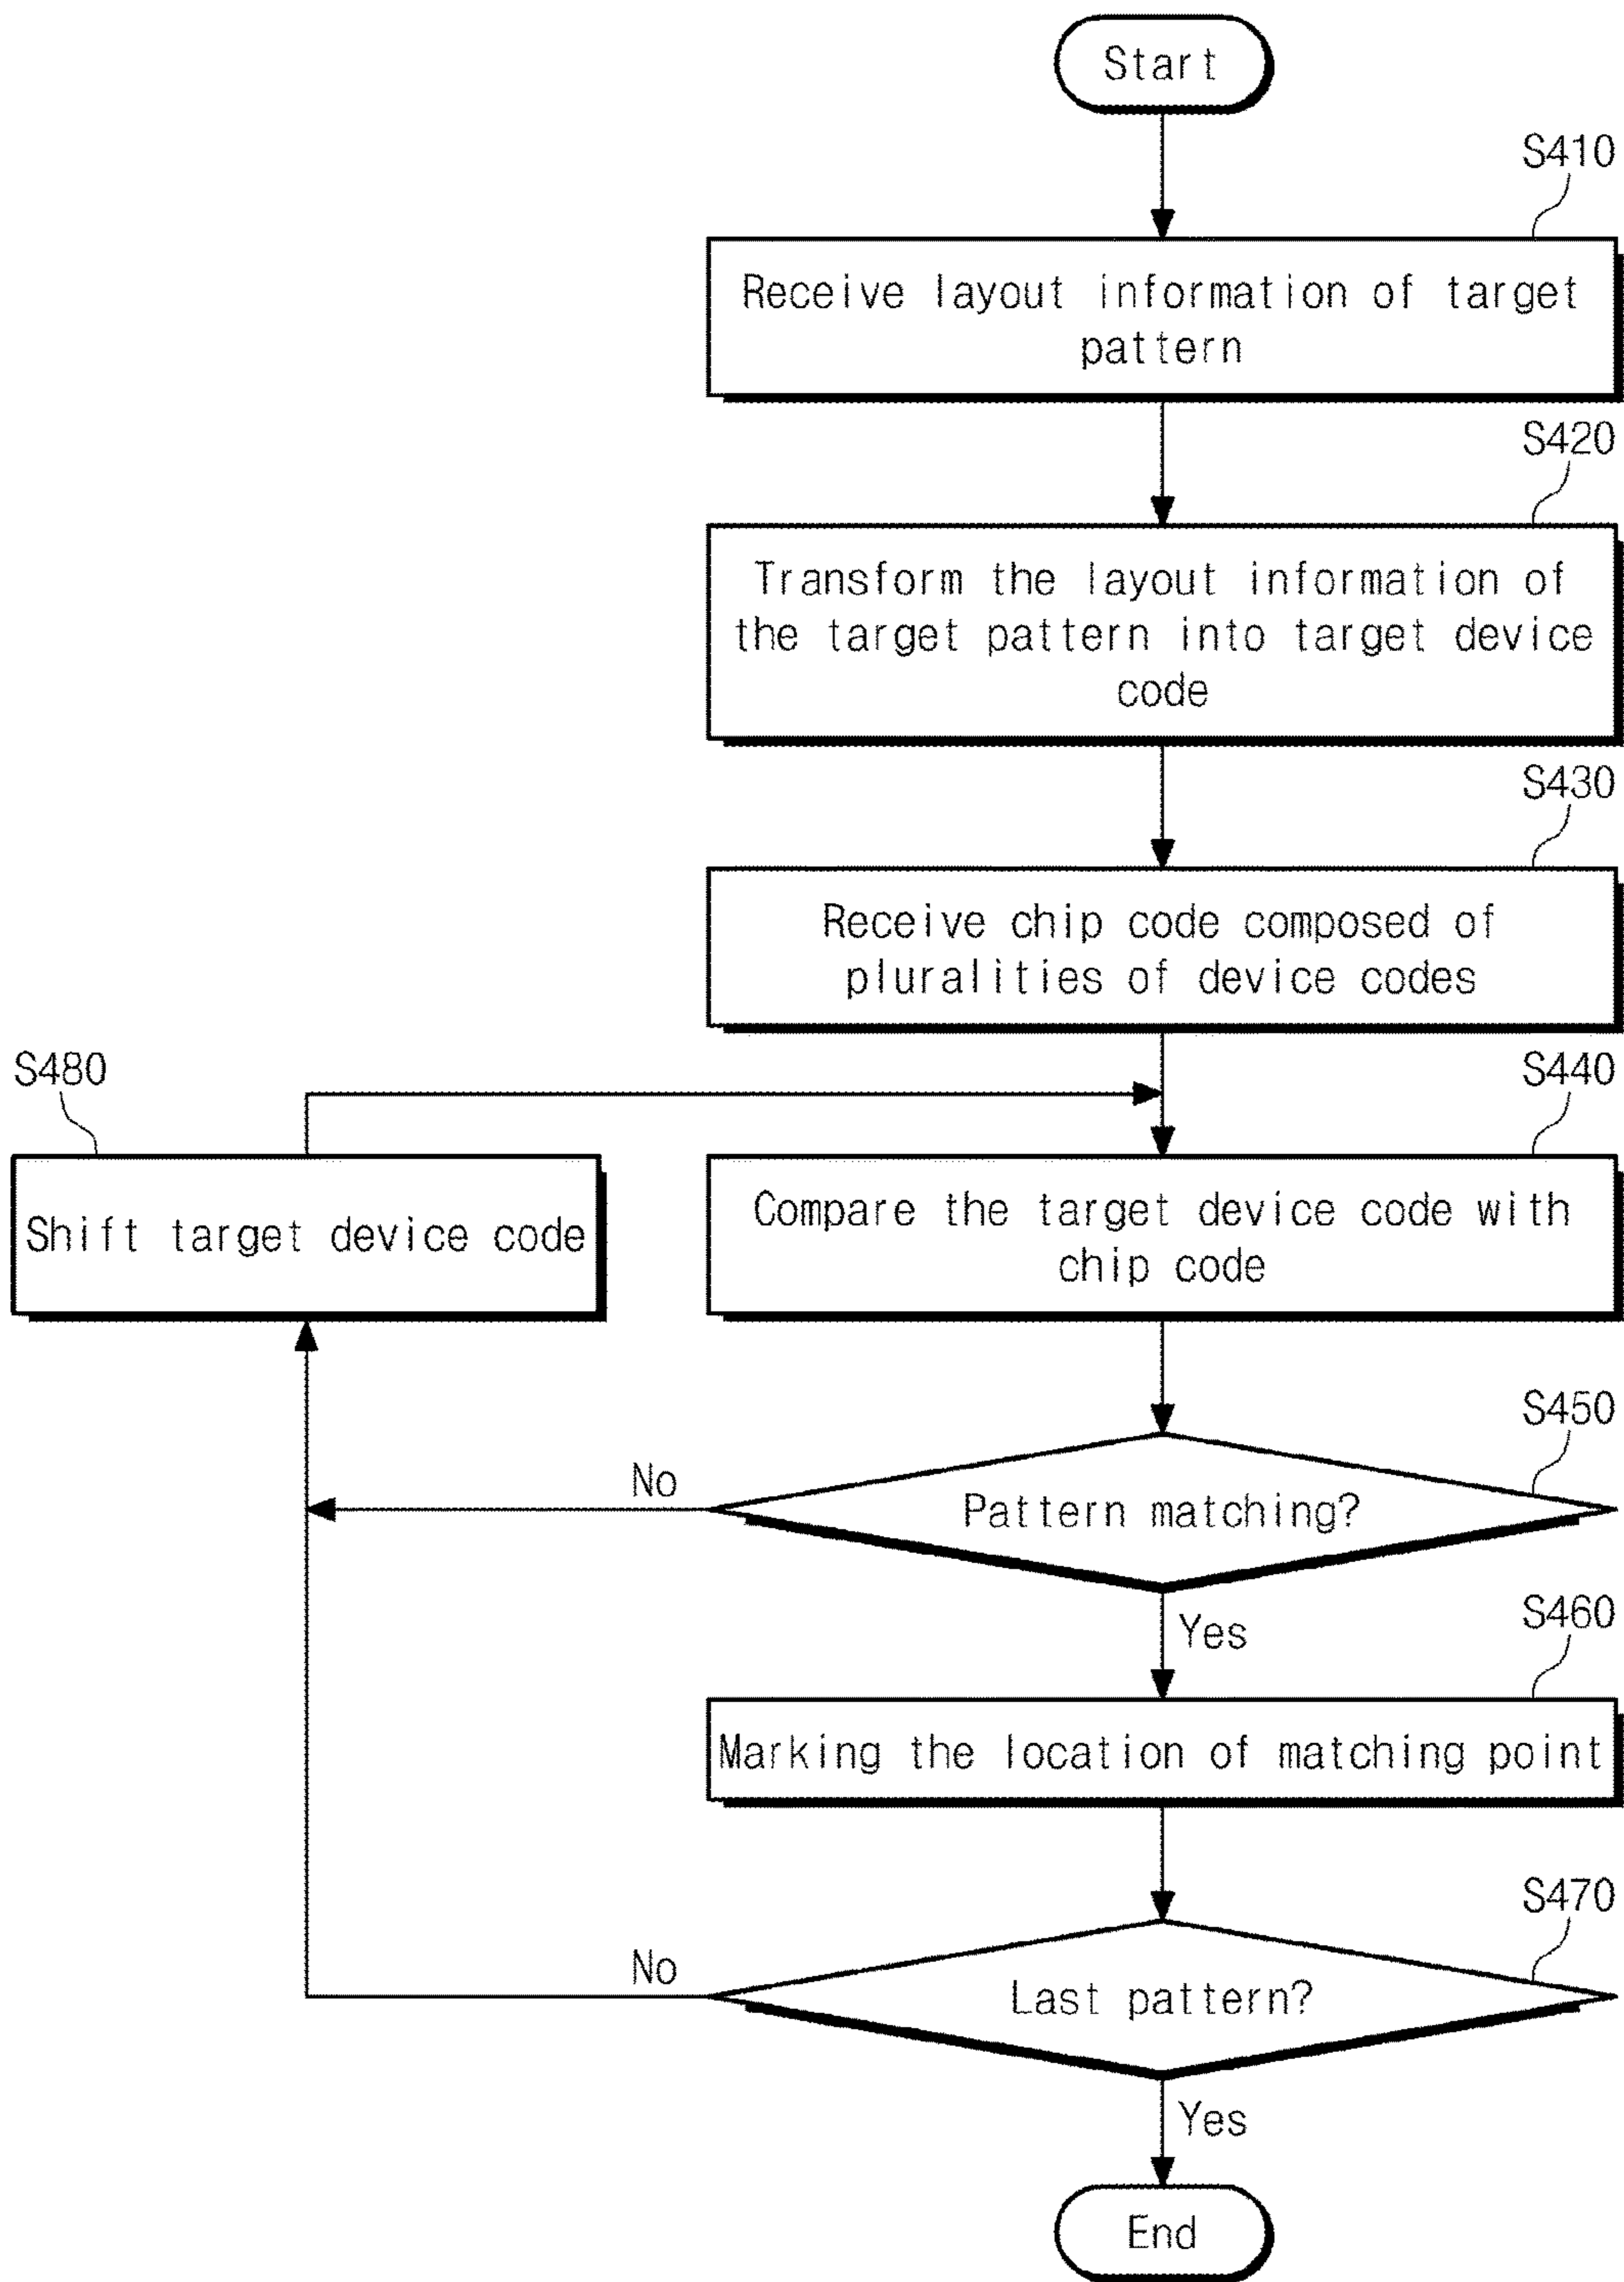 Start
S410
Receive layout information of target
pattern
S420
Transform the layout information of
the target pattern into target device
code
S430
Receive chip code composed of
pluralities of device codes
S480
S440
Shift target device code
Compare the target device code with
chip code
S450
No
Pattern matching?
Yes
S460
Marking the location of matching point
S470
No
Last pattern?
Yes
End